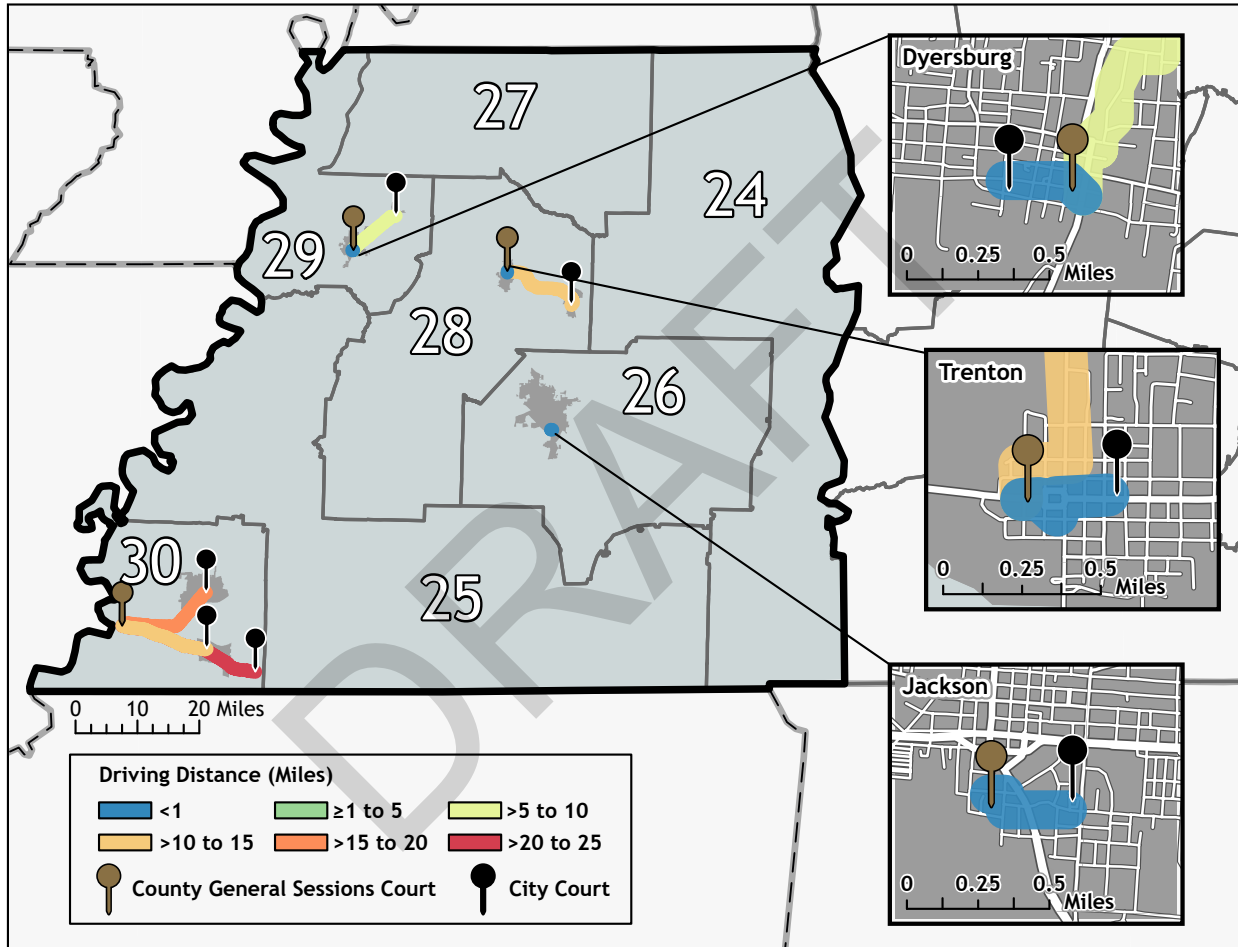 27
24
29
28
26
30
25
DRAFT
0 10 20 Miles
Driving Distance (Miles)
<1 ≥1 to 5 >5 to 10
>10 to 15 >15 to 20 >20 to 25
County General Sessions Court City Court
Dyersburg
0 0.25 0.5
Miles
Trenton
0 0.25 0.5
Miles
Jackson
0 0.25 0.5
Miles